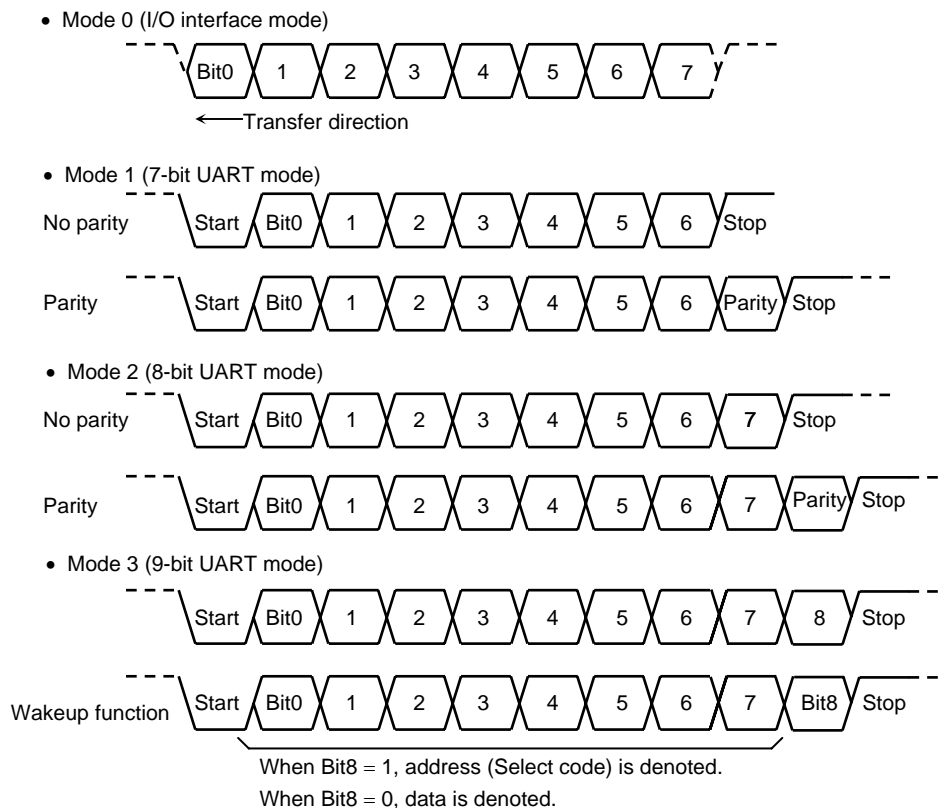 • Mode 0 (I/O interface mode)
Bit0 1 2 3 4 5 6 7
Transfer direction
• Mode 1 (7-bit UART mode)
No parity Start Bit0 1 2 3 4 5 6 Stop
Parity Start Bit0 1 2 3 4 5 6 Parity Stop
• Mode 2 (8-bit UART mode)
No parity Start Bit0 1 2 3 4 5 6 7 Stop
Parity Start Bit0 1 2 3 4 5 6 7 Parity Stop
• Mode 3 (9-bit UART mode)
Start Bit0 1 2 3 4 5 6 7 8 Stop
Wakeup function Start Bit0 1 2 3 4 5 6 7 Bit8 Stop
When Bit8 = 1, address (Select code) is denoted.
When Bit8 = 0, data is denoted.